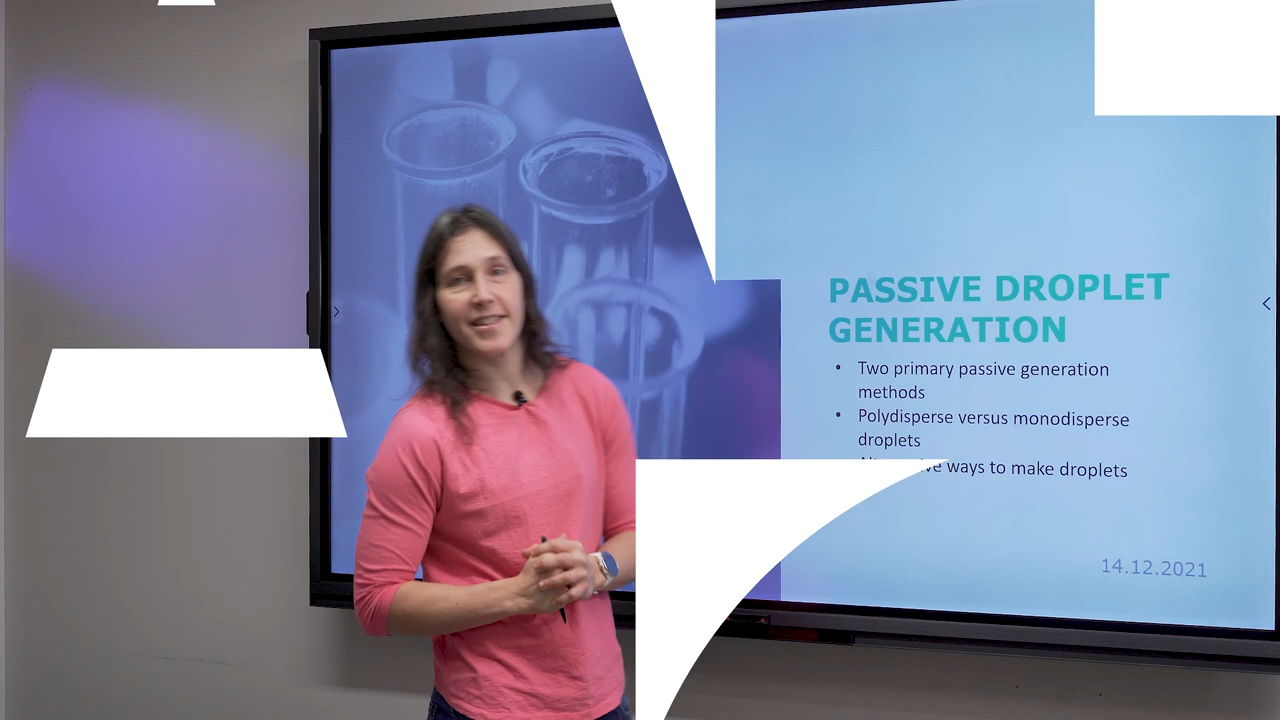 PASSIVE DROPLET
GENERATION
• Two primary passive generation
methods
• Polydisperse versus monodisperse
droplets
ways to make droplets
14.12.2021